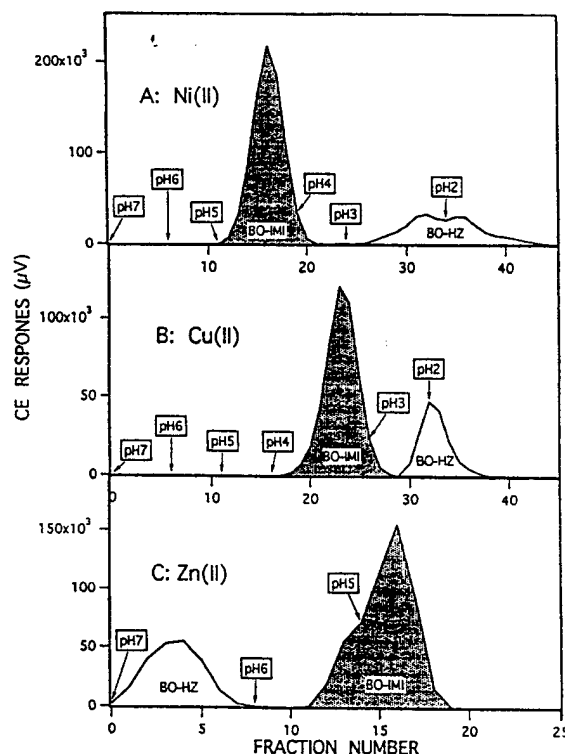 CE RESPONES (µV)
A: Ni(II)
200x10³
100
0
pH7
pH6
pH5
pH4
pH3
pH2
BO-IMI
BO-HZ
10
20
30
40
B: Cu(II)
100x10³
50
0
pH7
pH6
pH5
pH4
pH3
pH2
BO-IMI
BO-HZ
0
10
20
30
40
C: Zn(II)
150x10³
100
50
0
pH7
pH6
pH5
BO-HZ
BO-IMI
0
5
10
15
20
25
FRACTION NUMBER